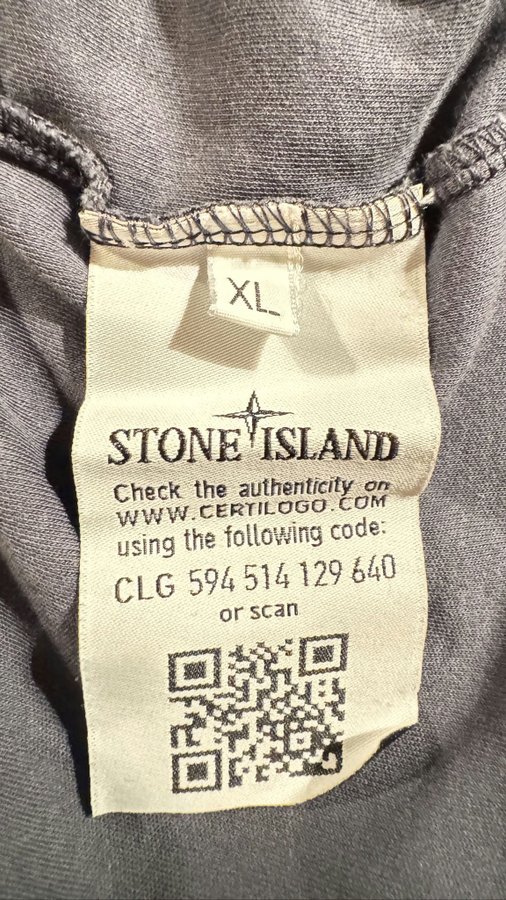 XL
STONE ISLAND
Check the authenticity on
WWW.CERTILOGO.COM
using the following code:
CLG 594 514 129 640
or scan